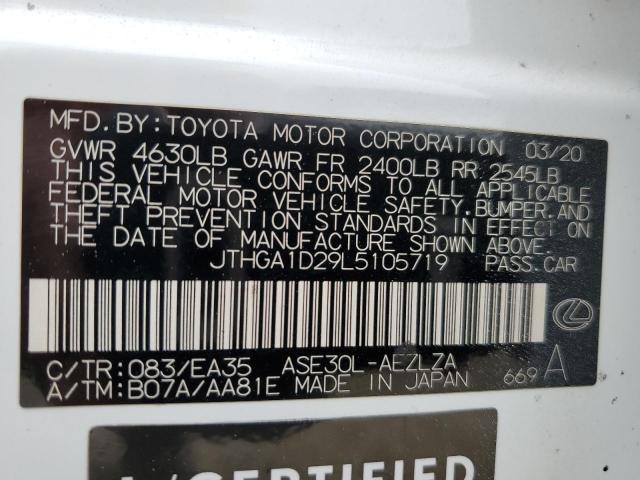 MFD. BY: TOYOTA MOTOR CORPORATION 03/20
GVWR 4630LB GAWR FR 2400LB RR 2545LB
THIS VEHICLE CONFORMS TO ALL APPLICABLE
FEDERAL MOTOR VEHICLE SAFETY, BUMPER, AND
THEFT PREVENTION STANDARDS IN EFFECT ON
THE DATE OF MANUFACTURE SHOWN ABOVE.
JTHGA1D29L5105719 PASS. CAR
C/TR: 083/EA35 ASE30L-AEZLZA
A/TM: B07A/AA81E MADE IN JAPAN 669 A
CERTIFIED